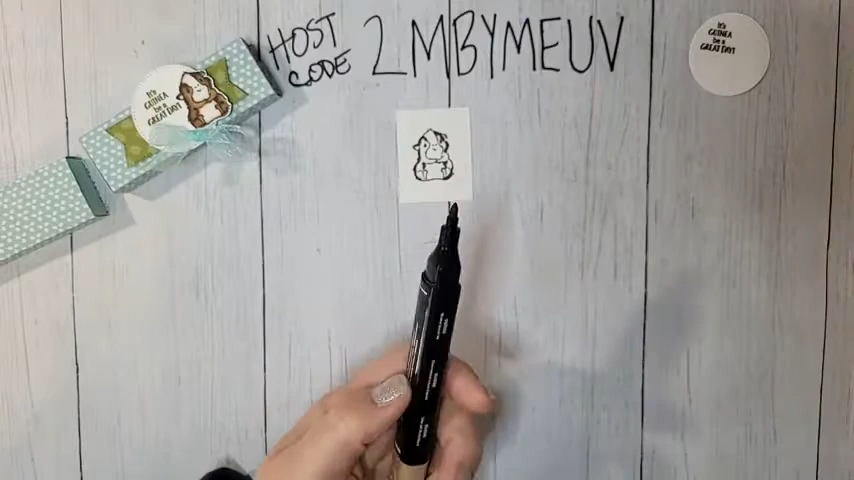 HOST
CODE
2MBYMEUV
It's
GUINEA
be a
GREAT DAY!
It's
GUINEA
be a
GREAT DAY!